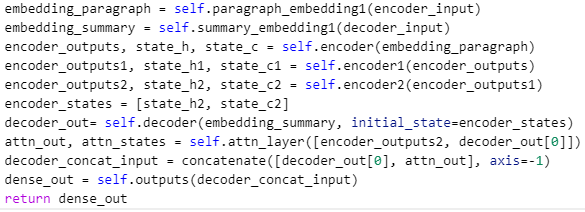 embedding_paragraph = self.paragraph_embedding1(encoder_input)
embedding_summary = self.summary_embedding1(decoder_input)
encoder_outputs, state_h, state_c = self.encoder(embedding_paragraph)
encoder_outputs1, state_h1, state_c1 = self.encoder1(encoder_outputs)
encoder_outputs2, state_h2, state_c2 = self.encoder2(encoder_outputs1)
encoder_states = [state_h2, state_c2]
decoder_out= self.decoder(embedding_summary, initial_state=encoder_states)
attn_out, attn_states = self.attn_layer([encoder_outputs2, decoder_out[0]])
decoder_concat_input = concatenate([decoder_out[0], attn_out], axis=-1)
dense_out = self.outputs(decoder_concat_input)
return dense_out